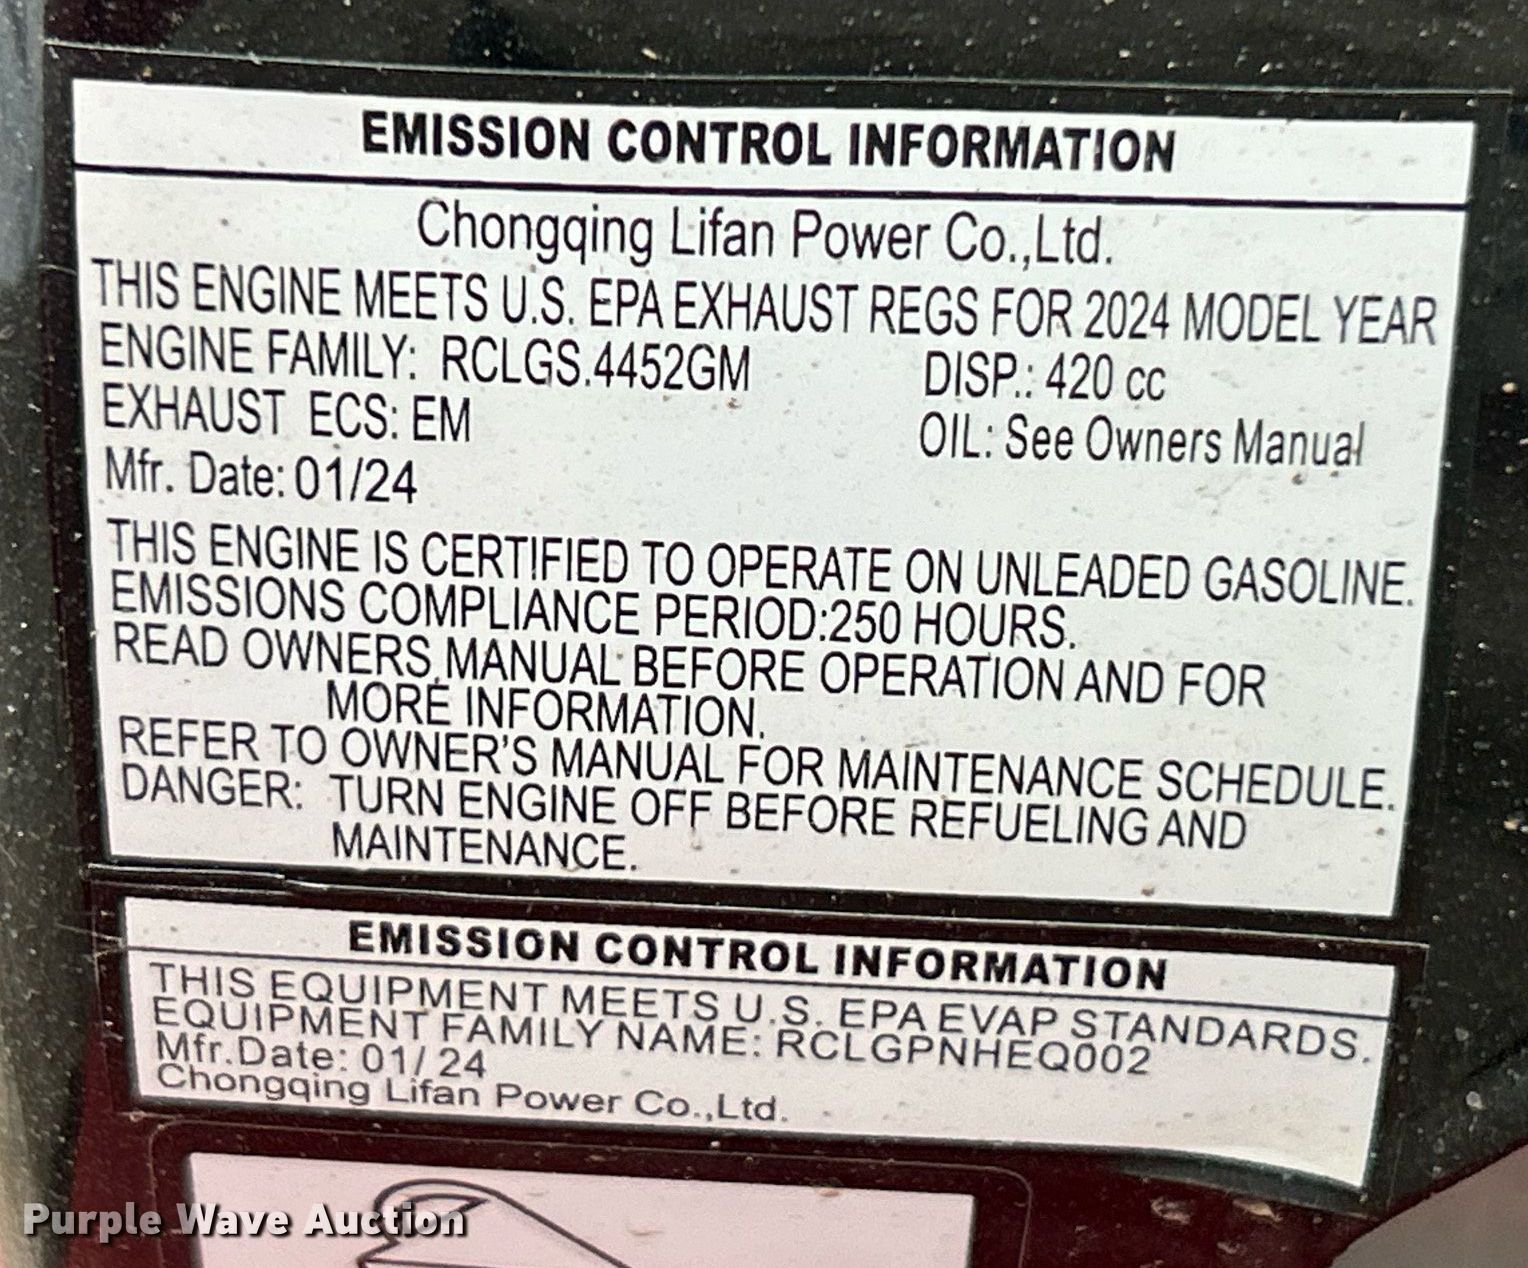 EMISSION CONTROL INFORMATION
Chongqing Lifan Power Co.,Ltd.
THIS ENGINE MEETS U.S. EPA EXHAUST REGS FOR 2024 MODEL YEAR
ENGINE FAMILY: RCLGS.4452GM DISP.: 420 cc
EXHAUST ECS: EM OIL: See Owners Manual
Mfr. Date: 01/24
THIS ENGINE IS CERTIFIED TO OPERATE ON UNLEADED GASOLINE.
EMISSIONS COMPLIANCE PERIOD:250 HOURS.
READ OWNERS MANUAL BEFORE OPERATION AND FOR
MORE INFORMATION.
REFER TO OWNER'S MANUAL FOR MAINTENANCE SCHEDULE.
DANGER: TURN ENGINE OFF BEFORE REFUELING AND
MAINTENANCE.
EMISSION CONTROL INFORMATION
THIS EQUIPMENT MEETS U.S. EPA EVAP STANDARDS.
EQUIPMENT FAMILY NAME: RCLGPNHEQ002
Mfr.Date: 01/ 24
Chongqing Lifan Power Co.,Ltd.
Purple Wave Auction